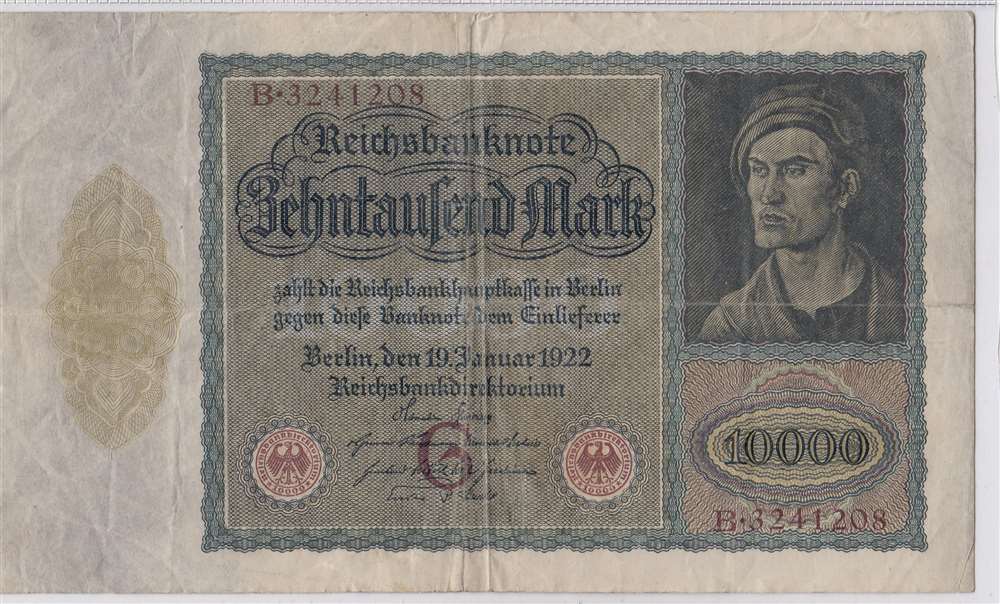 B·3241208
Reichsbanknote
Zehntausend Mark
zahlt die Reichsbankhauptkasse in Berlin
gegen diese Banknote dem Einlieferer
Berlin, den 19. Januar 1922
Reichsbankdirektorium
G
10000
B·3241208